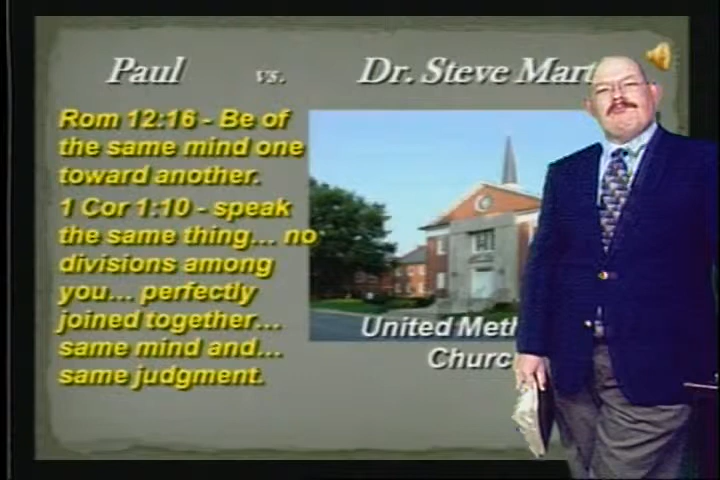 Paul vs. Dr. Steve Mart
Rom 12:16 - Be of
the same mind one
toward another.
1 Cor 1:10 - speak
the same thing... no
divisions among
you... perfectly
joined together...
same mind and...
same judgment.
United Meth
Churc